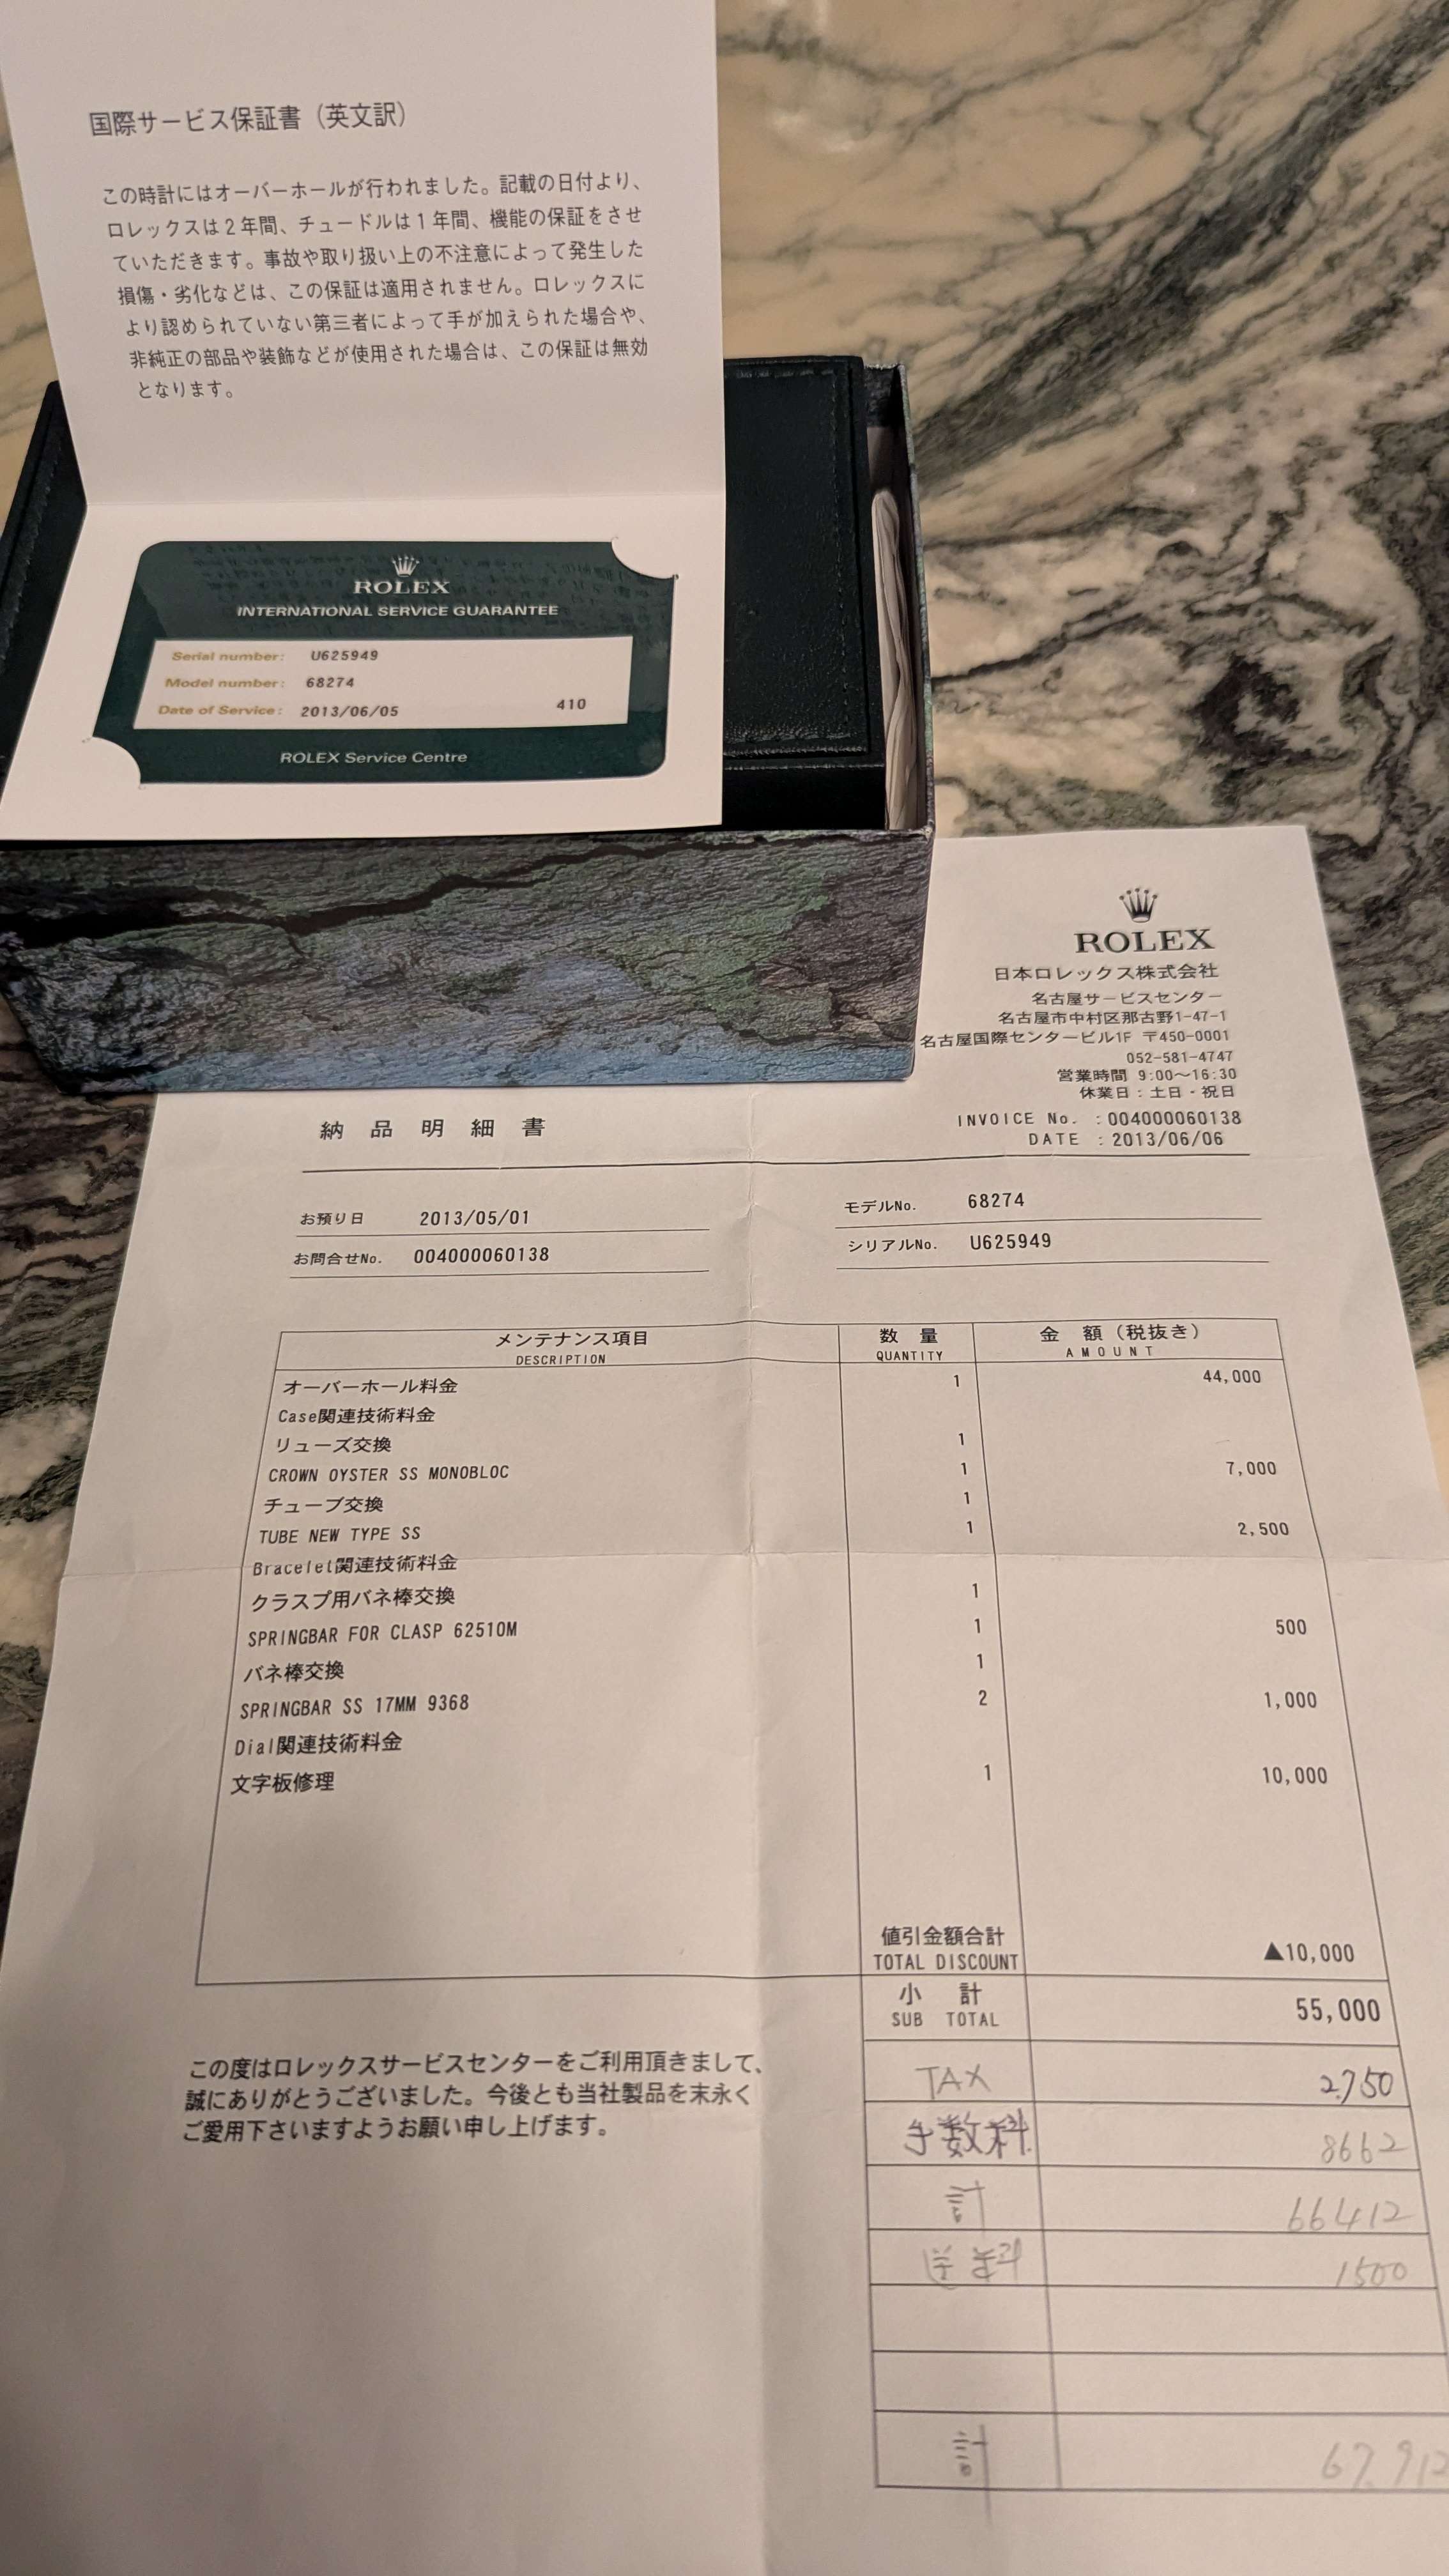 国際サービス保証書（英文訳）
この時計にはオーバーホールが行われました。記載の日付より、
ロレックスは2年間、チュードルは1年間、機能の保証をさせ
ていただきます。事故や取り扱い上の不注意によって発生した
損傷・劣化などは、この保証は適用されません。ロレックスに
より認められていない第三者によって手が加えられた場合や、
非純正の部品や装飾などが使用された場合は、この保証は無効
となります。
ROLEX
INTERNATIONAL SERVICE GUARANTEE
Serial number: U625949
Model number: 68274
Date of Service: 2013/06/05 410
ROLEX Service Centre
ROLEX
日本ロレックス株式会社
名古屋サービスセンター
名古屋市中村区那古野1-47-1
名古屋国際センタービル1F 〒450-0001
052-581-4747
営業時間 9:00～16:30
休業日：土日・祝日
INVOICE No. :004000060138
DATE :2013/06/06
納品明細書
お預り日 2013/05/01
お問合せNo. 004000060138
モデルNo. 68274
シリアルNo. U625949
メンテナンス項目 数量 金額（税抜き）
DESCRIPTION QUANTITY AMOUNT
オーバーホール料金 1 44,000
Case関連技術料金
リューズ交換 1
CROWN OYSTER SS MONOBLOC 1 7,000
チューブ交換 1
TUBE NEW TYPE SS 1 2,500
Bracelet関連技術料金
クラスプ用バネ棒交換 1
SPRINGBAR FOR CLASP 62510M 1 500
バネ棒交換 1
SPRINGBAR SS 17MM 9368 2 1,000
Dial関連技術料金
文字板修理 1 10,000
値引金額合計
TOTAL DISCOUNT ▲10,000
小計
SUB TOTAL 55,000
TAX 2,750
手数料 8662
計 66412
送料 1500
計 67,912
この度はロレックスサービスセンターをご利用頂きまして、
誠にありがとうございました。今後とも当社製品を末永く
ご愛用下さいますようお願い申し上げます。